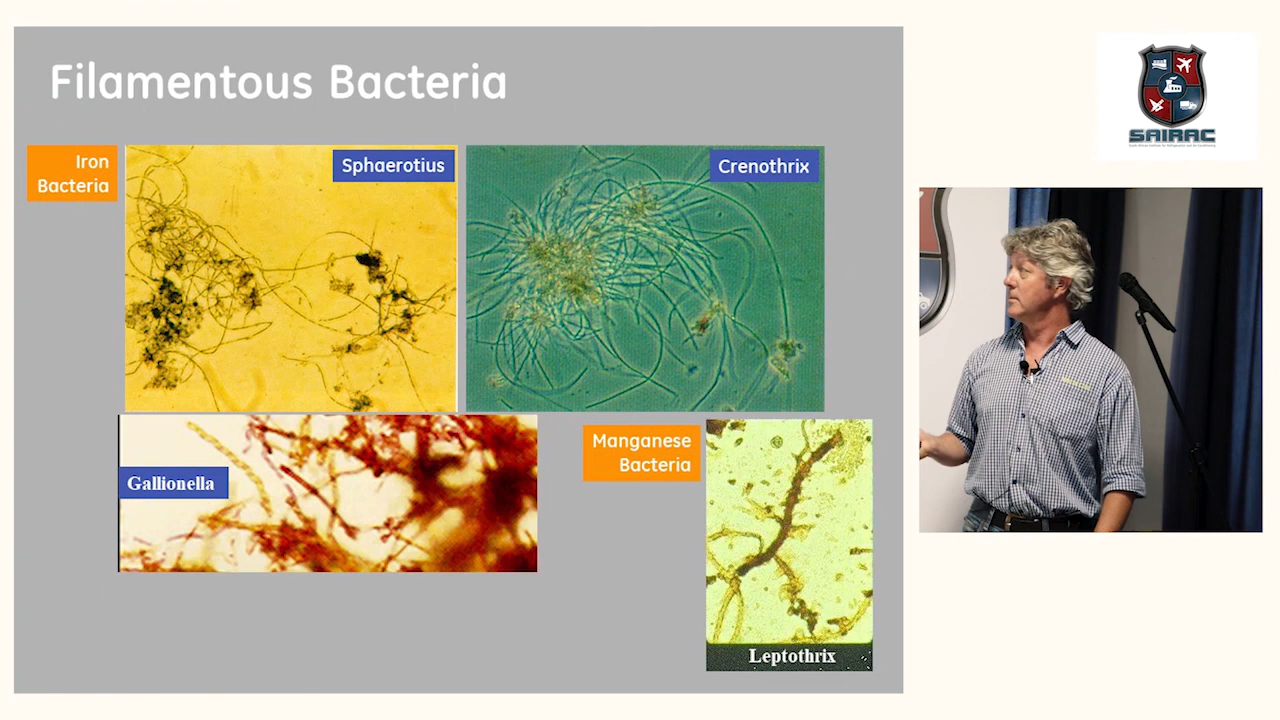 Filamentous Bacteria
Iron
Bacteria
Sphaerotius
Crenothrix
Gallionella
Manganese
Bacteria
Leptothrix
SAIRAC